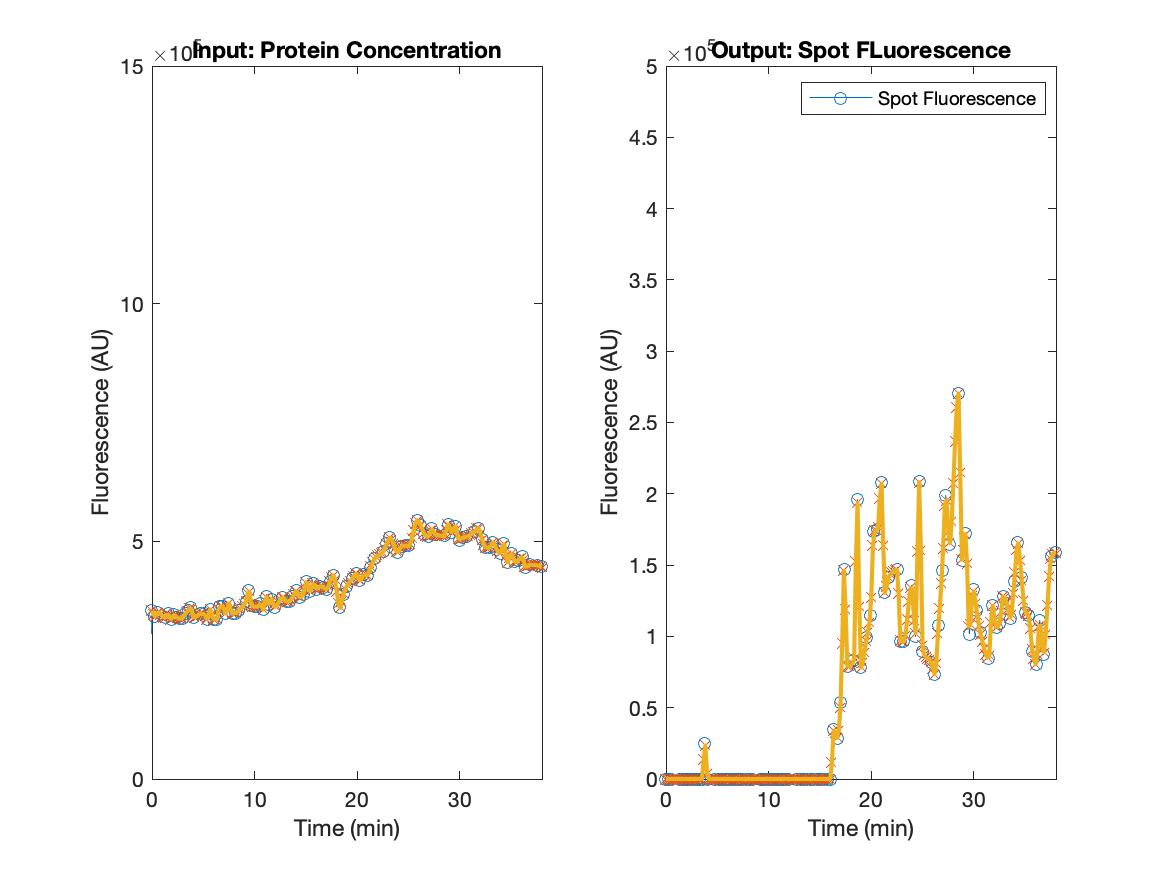 ×10⁵ Input: Protein Concentration
15
10
5
0
Fluorescence (AU)
0 10 20 30
Time (min)
×10⁵ Output: Spot FLuorescence
Spot Fluorescence
5
4.5
4
3.5
3
2.5
2
1.5
1
0.5
0
Fluorescence (AU)
0 10 20 30
Time (min)